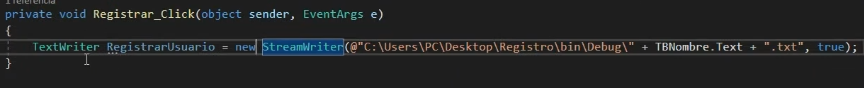 1 referencia
private void Registrar_Click(object sender, EventArgs e)
{
TextWriter RegistrarUsuario = new StreamWriter(@"C:\Users\PC\Desktop\Registro\bin\Debug\" + TBNombre.Text + ".txt", true);
}